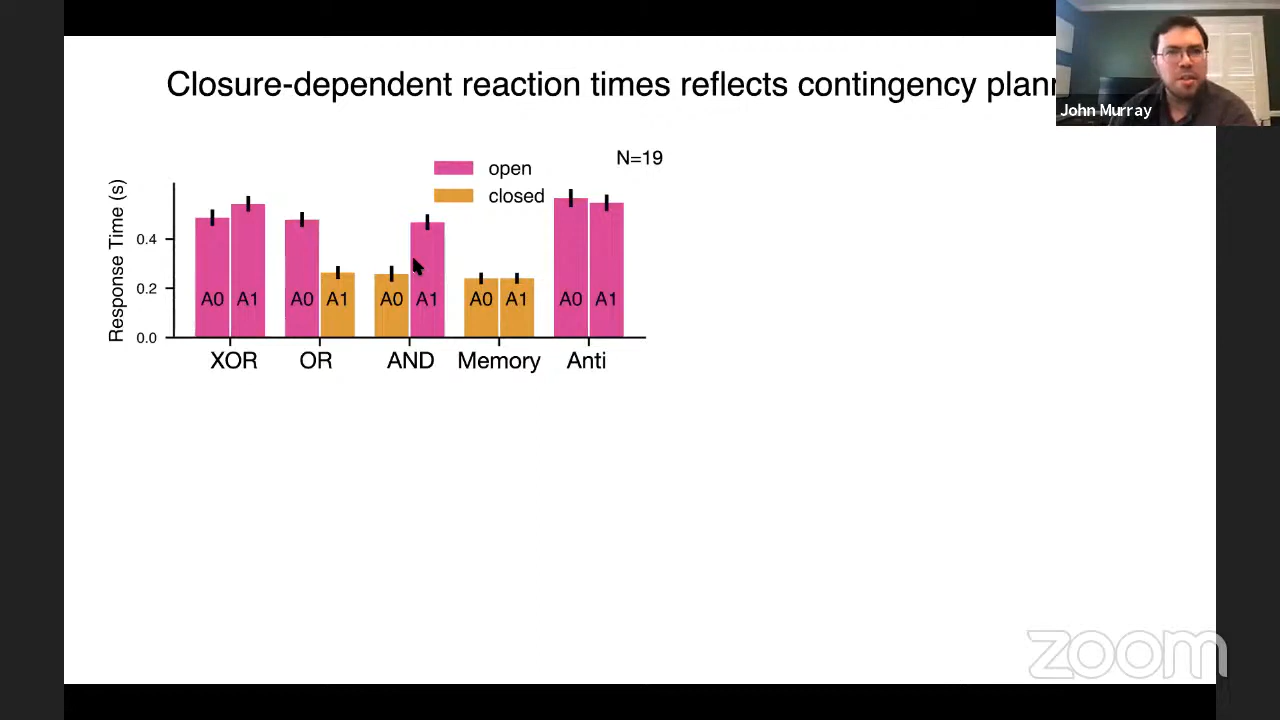 Closure-dependent reaction times reflects contingency plann
John Murray
N=19
open
closed
Response Time (s)
0.4
0.2
0.0
A0 A1 A0 A1 A0 A1 A0 A1 A0 A1
XOR OR AND Memory Anti
zoom